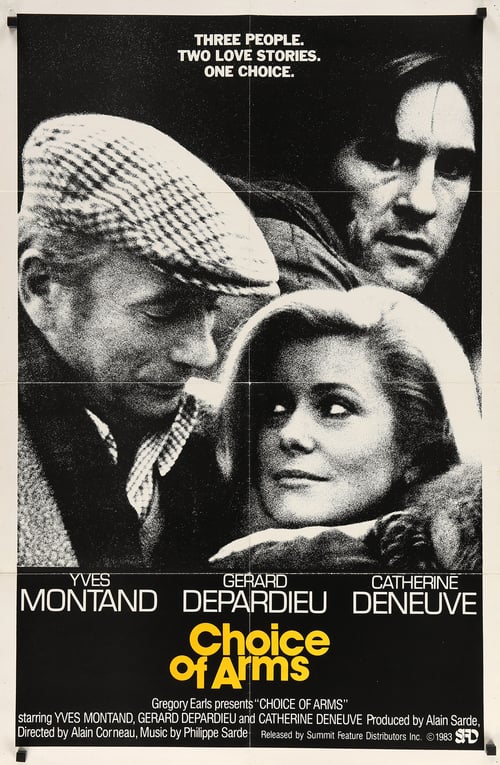 THREE PEOPLE.
TWO LOVE STORIES.
ONE CHOICE.
YVES MONTAND
GERARD DEPARDIEU
CATHERINE DENEUVE
Choice
of Arms
Gregory Earls presents "CHOICE OF ARMS"
starring YVES MONTAND, GERARD DEPARDIEU and CATHERINE DENEUVE Produced by Alain Sarde,
Directed by Alain Corneau, Music by Philippe Sarde Released by Summit Feature Distributors Inc. ©1983 SFD